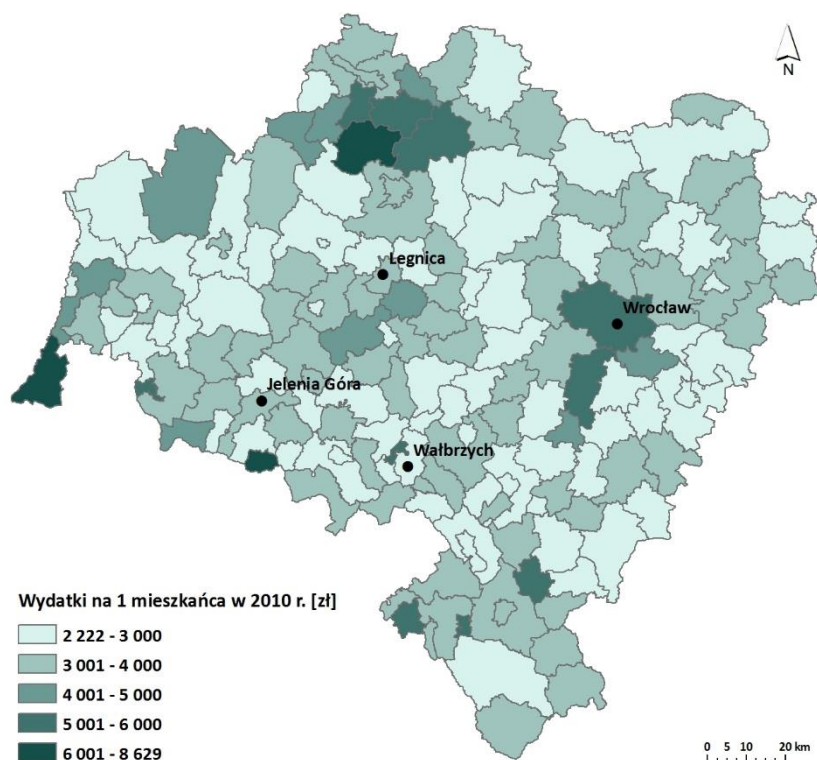 N
Legnica
Wrocław
Jelenia Góra
Wałbrzych
Wydatki na 1 mieszkańca w 2010 r. [zł]
2 222 - 3 000
3 001 - 4 000
4 001 - 5 000
5 001 - 6 000
6 001 - 8 629
0 5 10 20 km